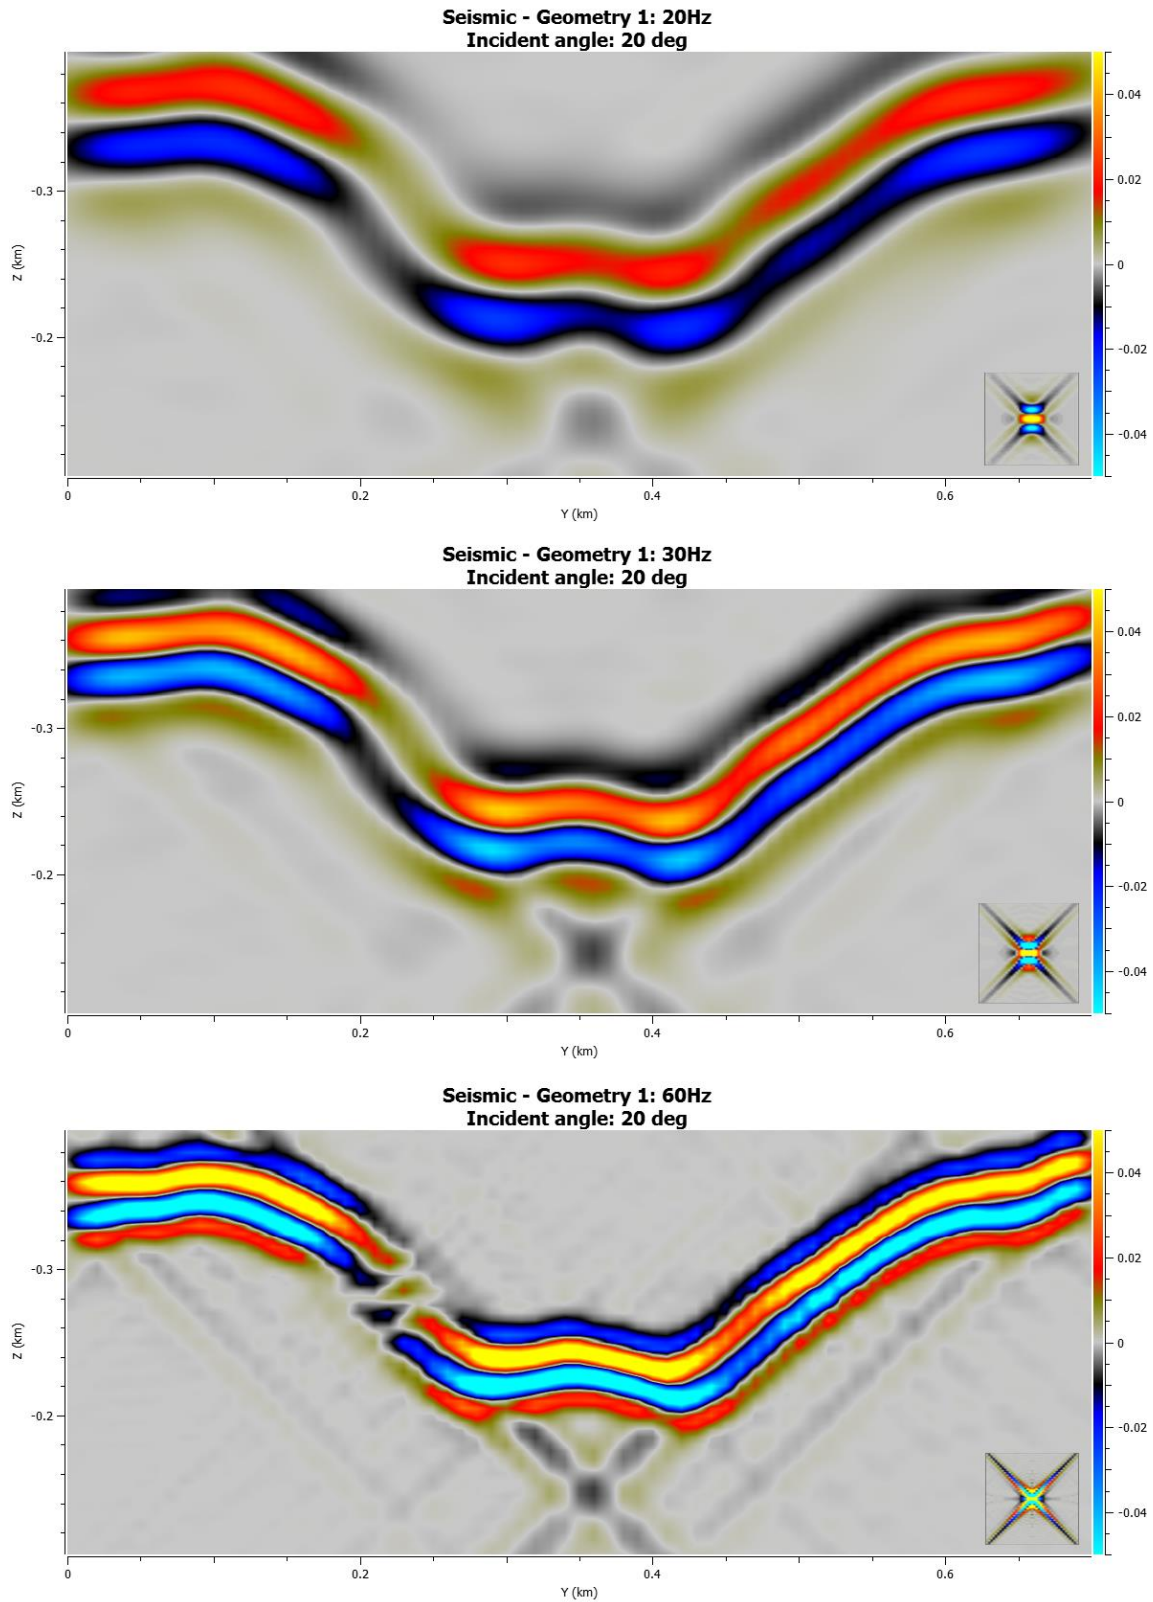 Seismic - Geometry 1: 20Hz
Incident angle: 20 deg
0.04
0.02
0
-0.02
-0.04
-0.3
-0.2
Z (km)
0
0.2
0.4
0.6
Y (km)
Seismic - Geometry 1: 30Hz
Incident angle: 20 deg
0.04
0.02
0
-0.02
-0.04
-0.3
-0.2
Z (km)
0
0.2
0.4
0.6
Y (km)
Seismic - Geometry 1: 60Hz
Incident angle: 20 deg
0.04
0.02
0
-0.02
-0.04
-0.3
-0.2
Z (km)
0
0.2
0.4
0.6
Y (km)